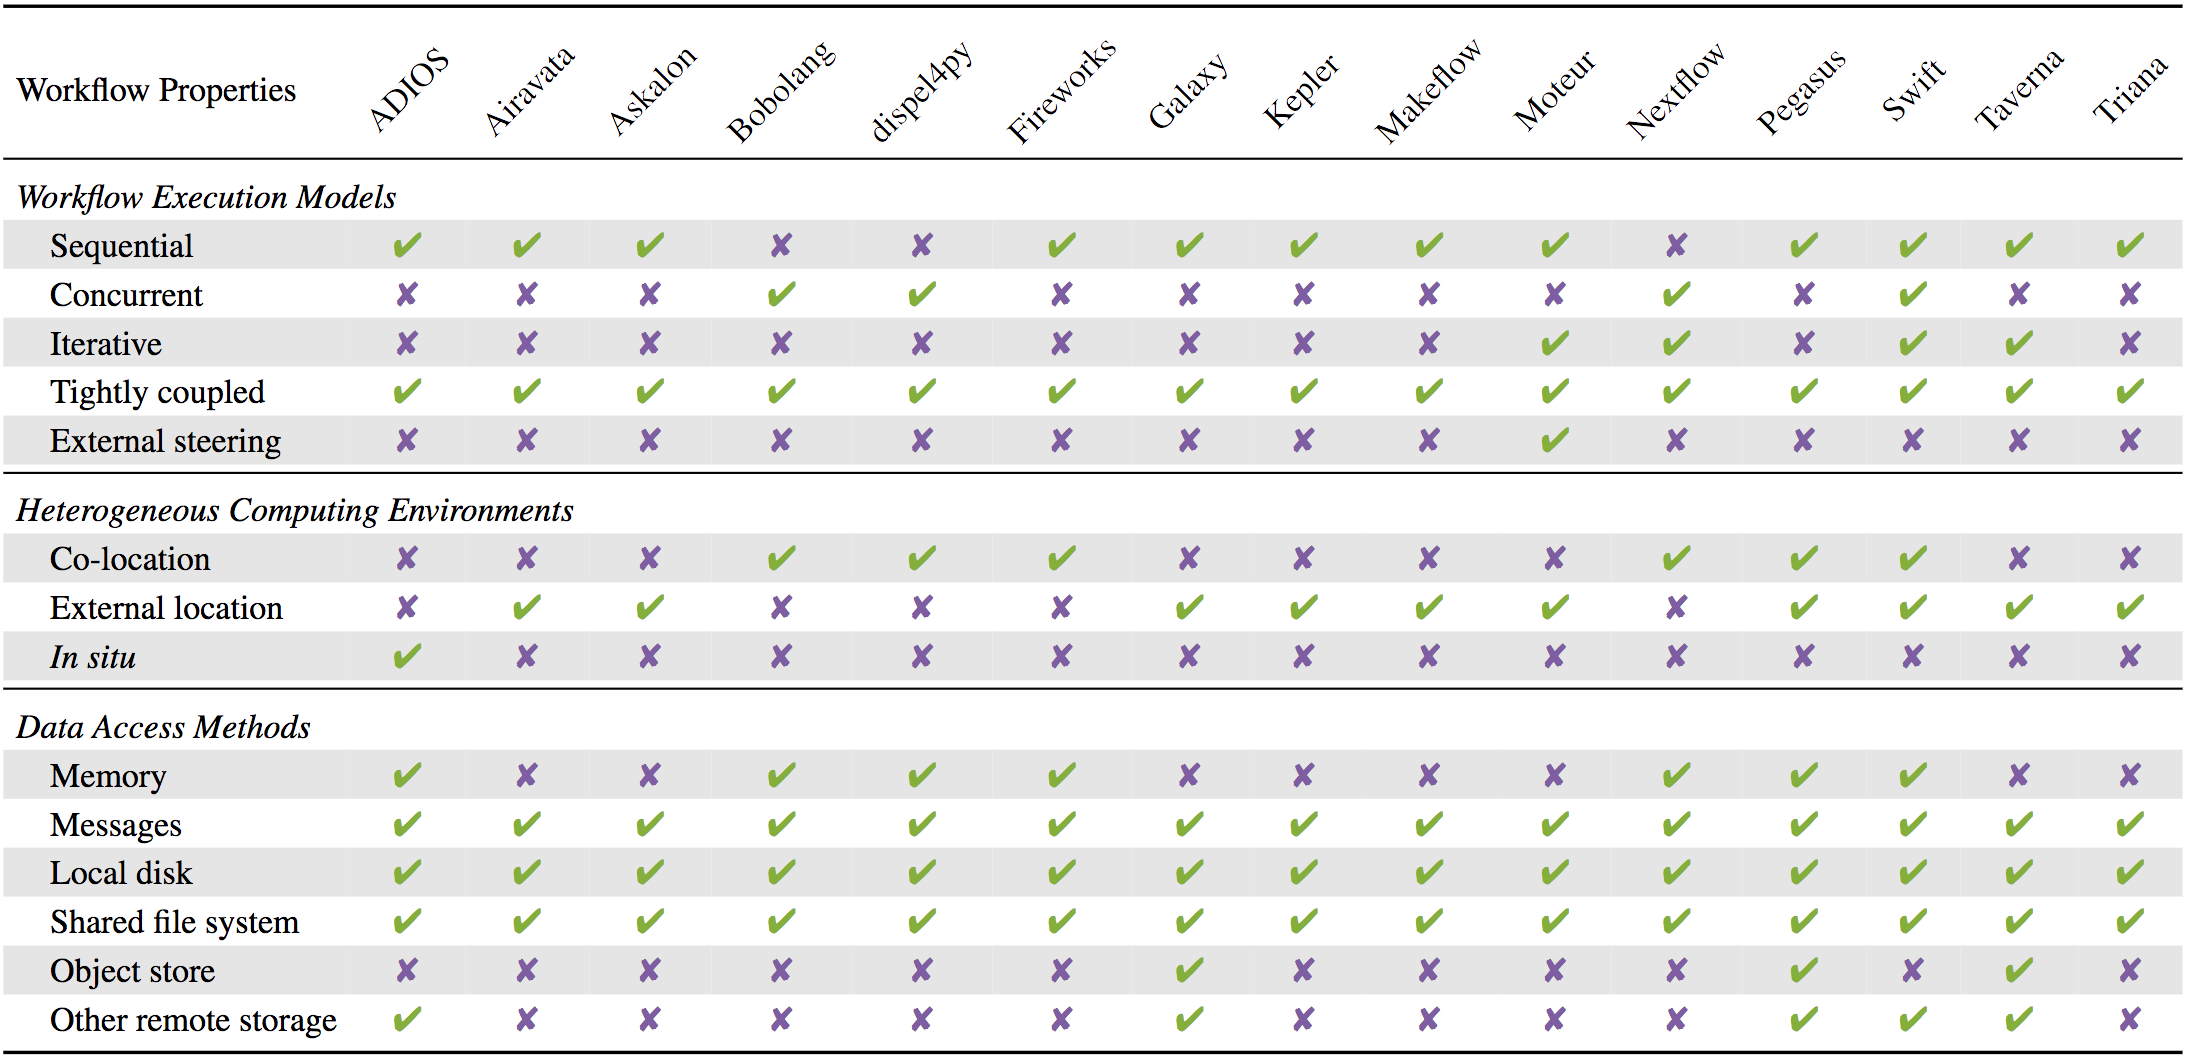 Workflow Properties ADIOS Airavata Askalon Bobolang dispel4py Fireworks Galaxy Kepler Makeflow Moteur Nextflow Pegasus Swift Taverna Triana
Workflow Execution Models
Sequential ✔ ✔ ✔ ✘ ✘ ✔ ✔ ✔ ✔ ✔ ✘ ✔ ✔ ✔ ✔
Concurrent ✘ ✘ ✘ ✔ ✔ ✘ ✘ ✘ ✘ ✘ ✔ ✘ ✔ ✘ ✘
Iterative ✘ ✘ ✘ ✘ ✘ ✘ ✘ ✘ ✘ ✔ ✔ ✘ ✔ ✔ ✘
Tightly coupled ✔ ✔ ✔ ✔ ✔ ✔ ✔ ✔ ✔ ✔ ✔ ✔ ✔ ✔ ✔
External steering ✘ ✘ ✘ ✘ ✘ ✘ ✘ ✘ ✘ ✔ ✘ ✘ ✘ ✘ ✘
Heterogeneous Computing Environments
Co-location ✘ ✘ ✘ ✔ ✔ ✔ ✘ ✘ ✘ ✘ ✔ ✔ ✔ ✘ ✘
External location ✘ ✔ ✔ ✘ ✘ ✘ ✔ ✔ ✔ ✔ ✘ ✔ ✔ ✔ ✔
In situ ✔ ✘ ✘ ✘ ✘ ✘ ✘ ✘ ✘ ✘ ✘ ✘ ✘ ✘ ✘
Data Access Methods
Memory ✔ ✘ ✘ ✔ ✔ ✔ ✘ ✘ ✘ ✘ ✔ ✔ ✔ ✘ ✘
Messages ✔ ✔ ✔ ✔ ✔ ✔ ✔ ✔ ✔ ✔ ✔ ✔ ✔ ✔ ✔
Local disk ✔ ✔ ✔ ✔ ✔ ✔ ✔ ✔ ✔ ✔ ✔ ✔ ✔ ✔ ✔
Shared file system ✔ ✔ ✔ ✔ ✔ ✔ ✔ ✔ ✔ ✔ ✔ ✔ ✔ ✔ ✔
Object store ✘ ✘ ✘ ✘ ✘ ✘ ✔ ✘ ✘ ✘ ✘ ✔ ✘ ✔ ✘
Other remote storage ✔ ✘ ✘ ✘ ✘ ✘ ✔ ✘ ✘ ✘ ✘ ✔ ✔ ✔ ✘